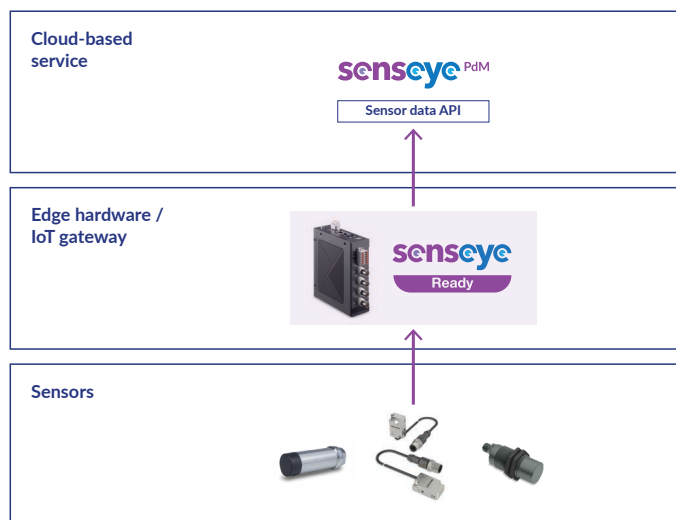 Cloud-based
service
senseye PdM
Sensor data API
Edge hardware /
IoT gateway
senseye
Ready
Sensors